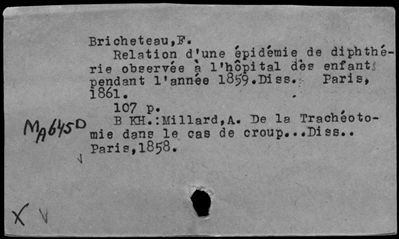 Bricheteau,F.
Relation d'une épidémie de diphthé-
rie observée à l'hôpital des enfants
pendant l'année 1859.Diss. Paris,
1861.
107 p.
B KH.:Millard,A. De la Trachéoto-
mie dans le cas de croup...Diss..
Paris,1858.
MA645D